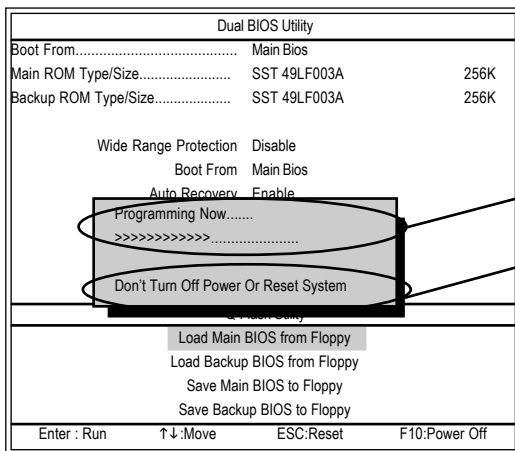 Dual BIOS Utility
Boot From.......................................... Main Bios
Main ROM Type/Size........................ SST 49LF003A 256K
Backup ROM Type/Size.................... SST 49LF003A 256K
Wide Range Protection Disable
Boot From Main Bios
Auto Recovery Enable
Programming Now.......
>>>>>>>>>>>>.......................
Don't Turn Off Power Or Reset System
Utility
Load Main BIOS from Floppy
Load Backup BIOS from Floppy
Save Main BIOS to Floppy
Save Backup BIOS to Floppy
Enter : Run ↑↓:Move ESC:Reset F10:Power Off